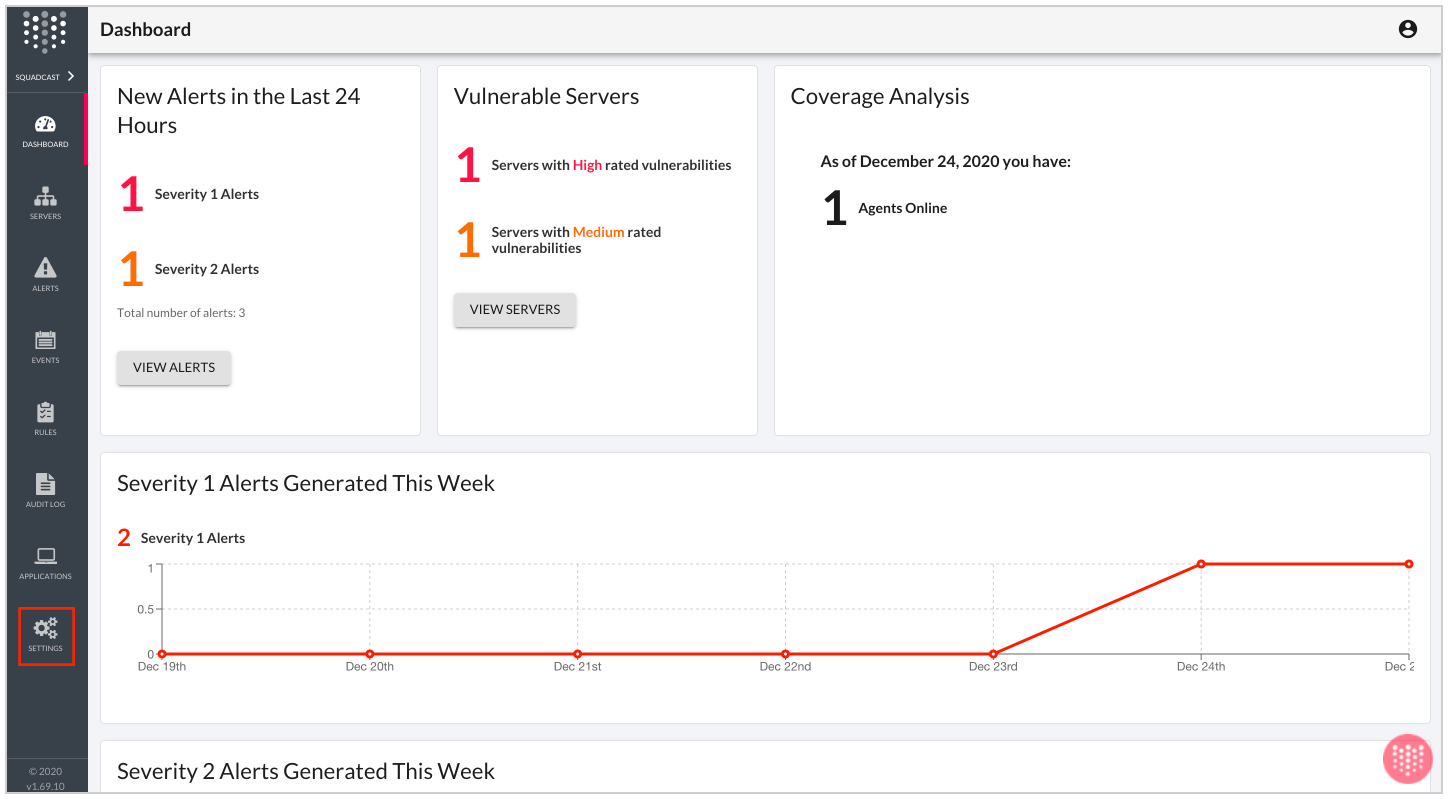 Dashboard
SQUADCAST
DASHBOARD
SERVERS
ALERTS
EVENTS
RULES
AUDIT LOG
APPLICATIONS
SETTINGS
© 2020
v1.69.10
New Alerts in the Last 24
Hours
1 Severity 1 Alerts
1 Severity 2 Alerts
Total number of alerts: 3
VIEW ALERTS
Vulnerable Servers
1 Servers with High rated vulnerabilities
1 Servers with Medium rated
vulnerabilities
VIEW SERVERS
Coverage Analysis
As of December 24, 2020 you have:
1 Agents Online
Severity 1 Alerts Generated This Week
2 Severity 1 Alerts
1
0.5
0
Dec 19th Dec 20th Dec 21st Dec 22nd Dec 23rd Dec 24th Dec 2
Severity 2 Alerts Generated This Week